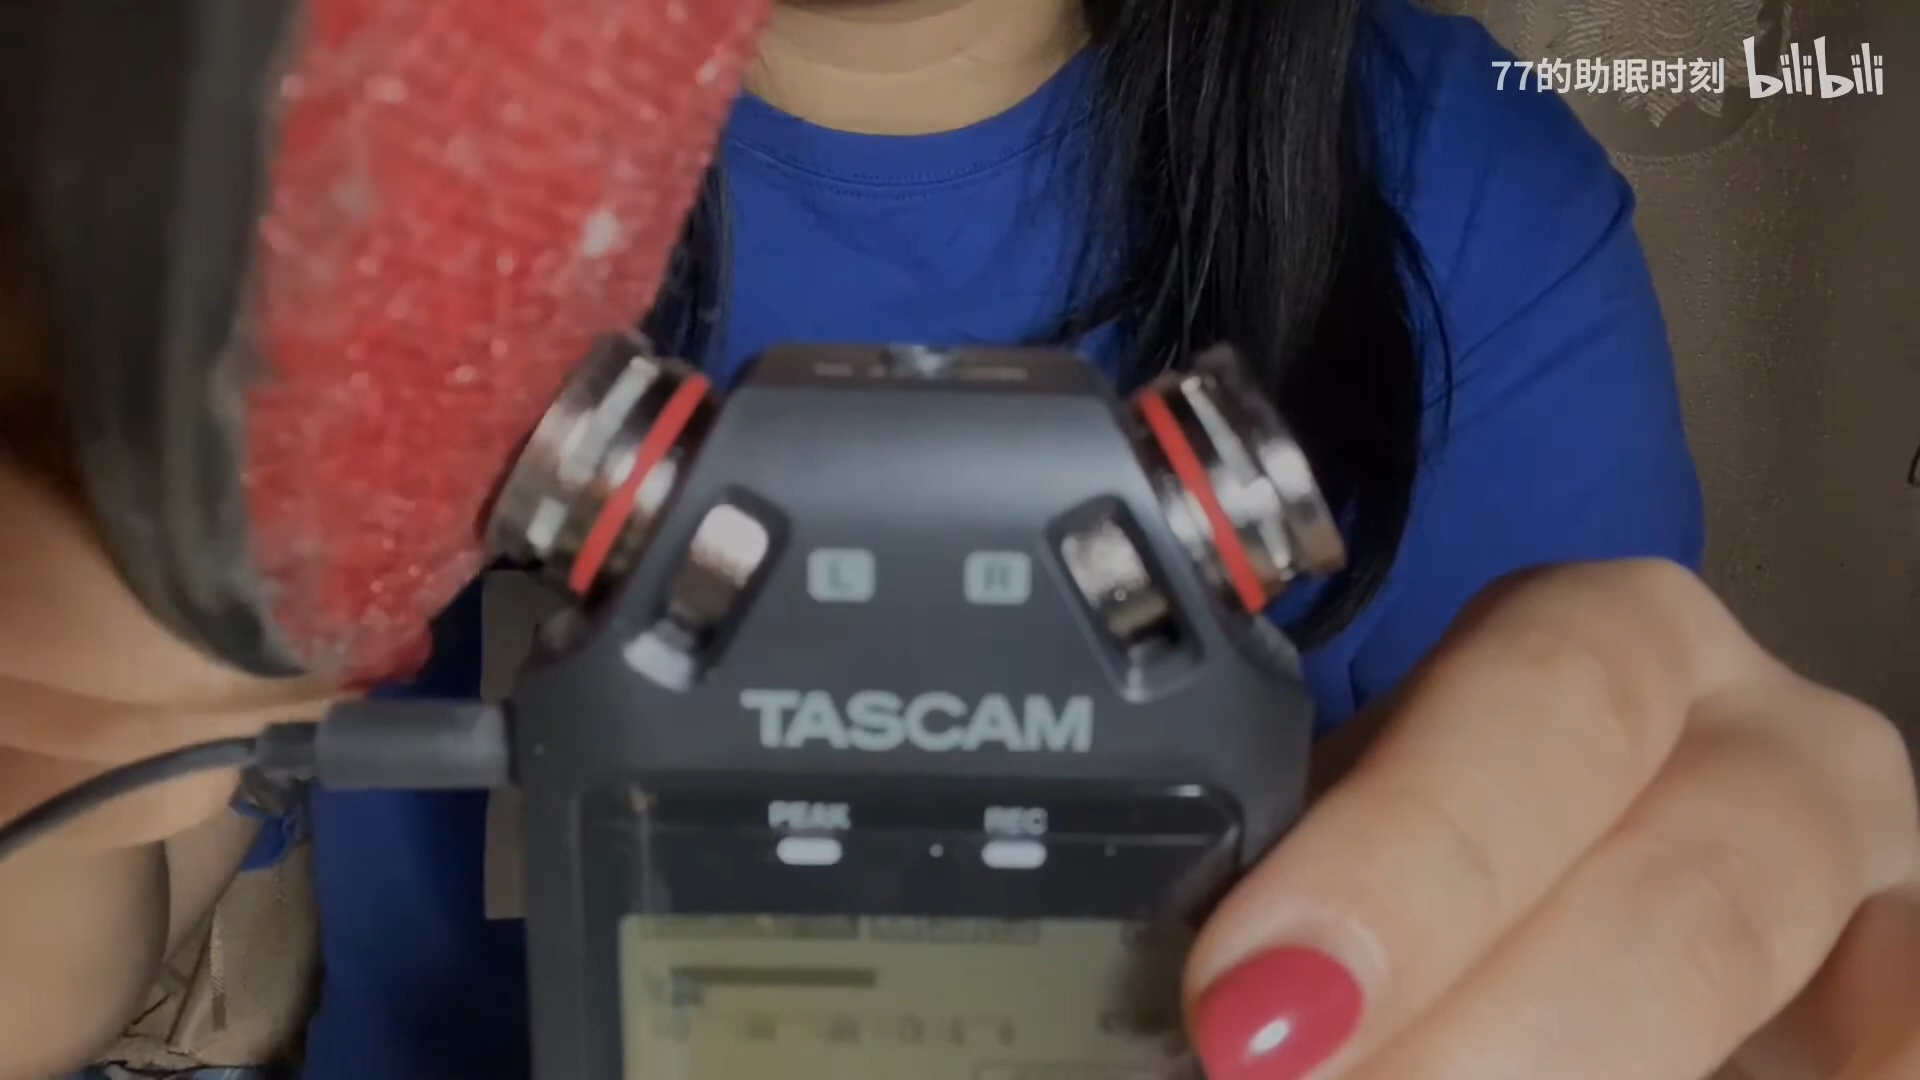 77的助眠时刻 bilibili
L R
TASCAM
PEAK REC